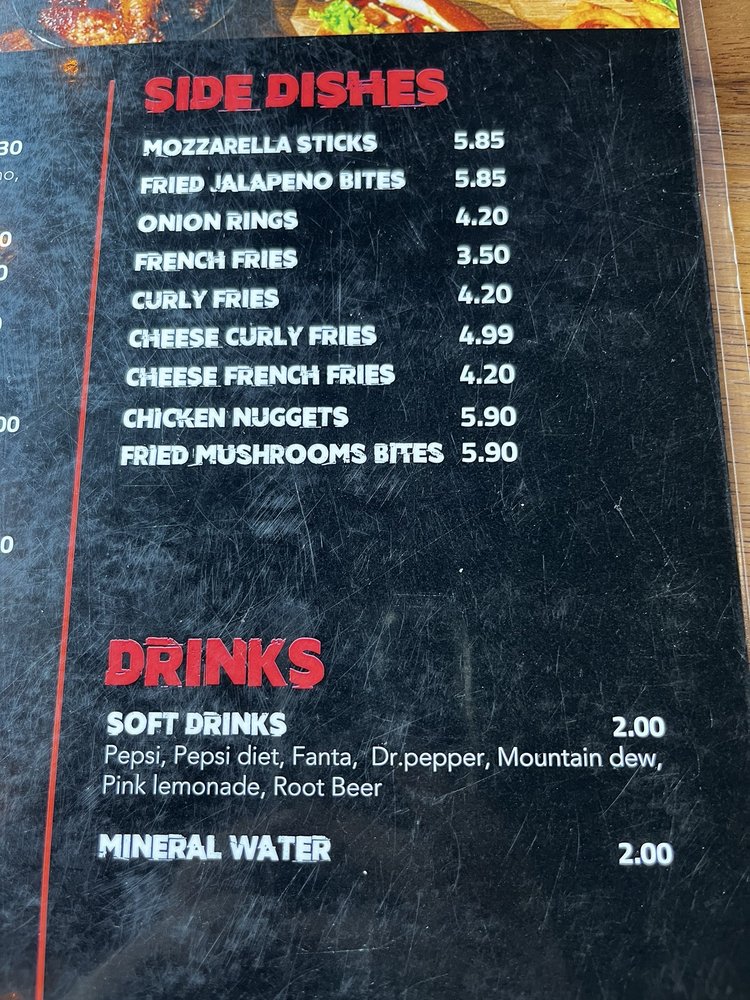 SIDE DISHES
MOZZARELLA STICKS 5.85
FRIED JALAPENO BITES 5.85
ONION RINGS 4.20
FRENCH FRIES 3.50
CURLY FRIES 4.20
CHEESE CURLY FRIES 4.99
CHEESE FRENCH FRIES 4.20
CHICKEN NUGGETS 5.90
FRIED MUSHROOMS BITES 5.90
DRINKS
SOFT DRINKS 2.00
Pepsi, Pepsi diet, Fanta, Dr.pepper, Mountain dew,
Pink lemonade, Root Beer
MINERAL WATER 2.00